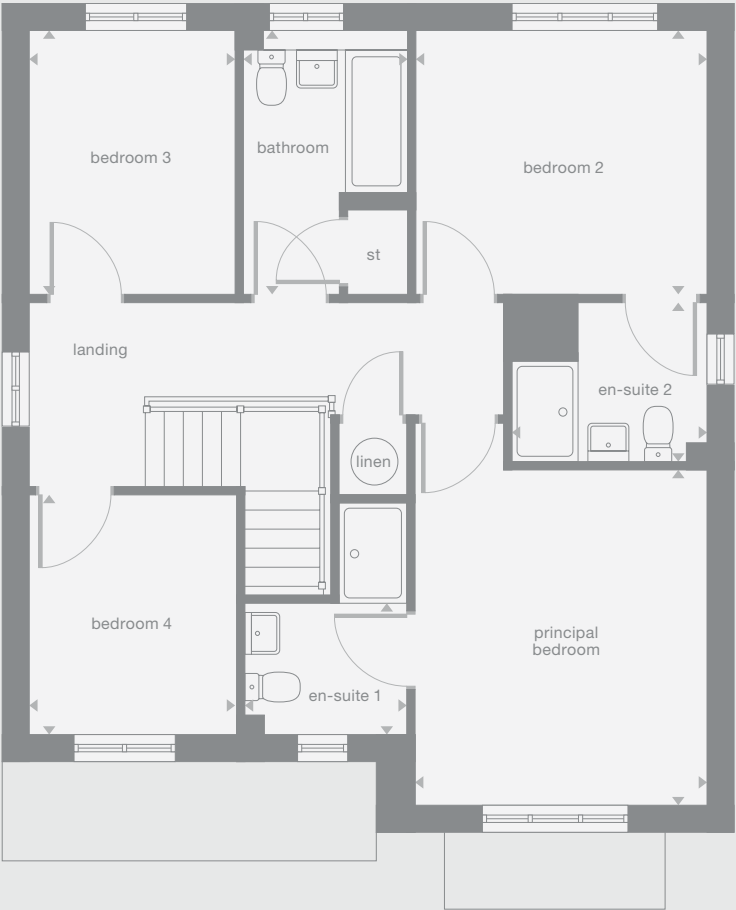 bedroom 3
bathroom
bedroom 2
st
landing
en-suite 2
linen
bedroom 4
principal
bedroom
en-suite 1